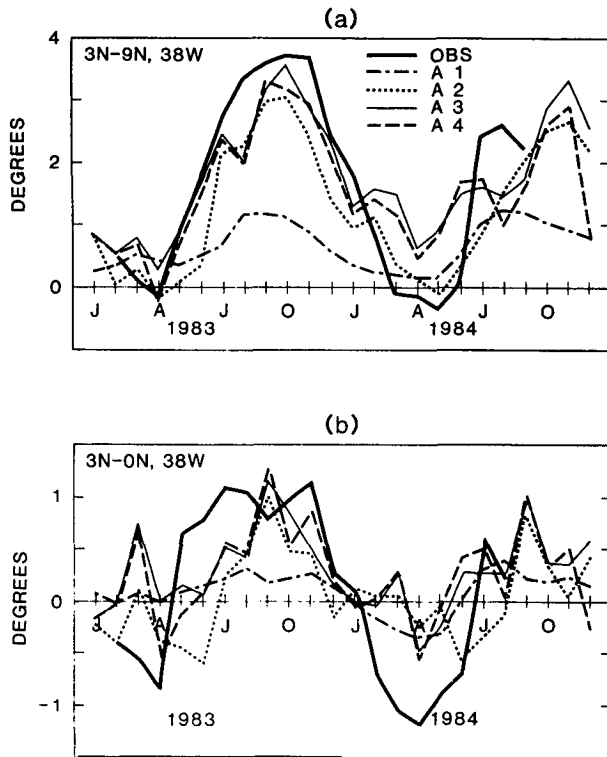 (a)
3N-9N, 38W
OBS
A 1
A 2
A 3
A 4
DEGREES
4
2
0
J A J O J A J O
1983 1984
(b)
3N-0N, 38W
DEGREES
1
0
-1
J A J O J A J O
1983 1984